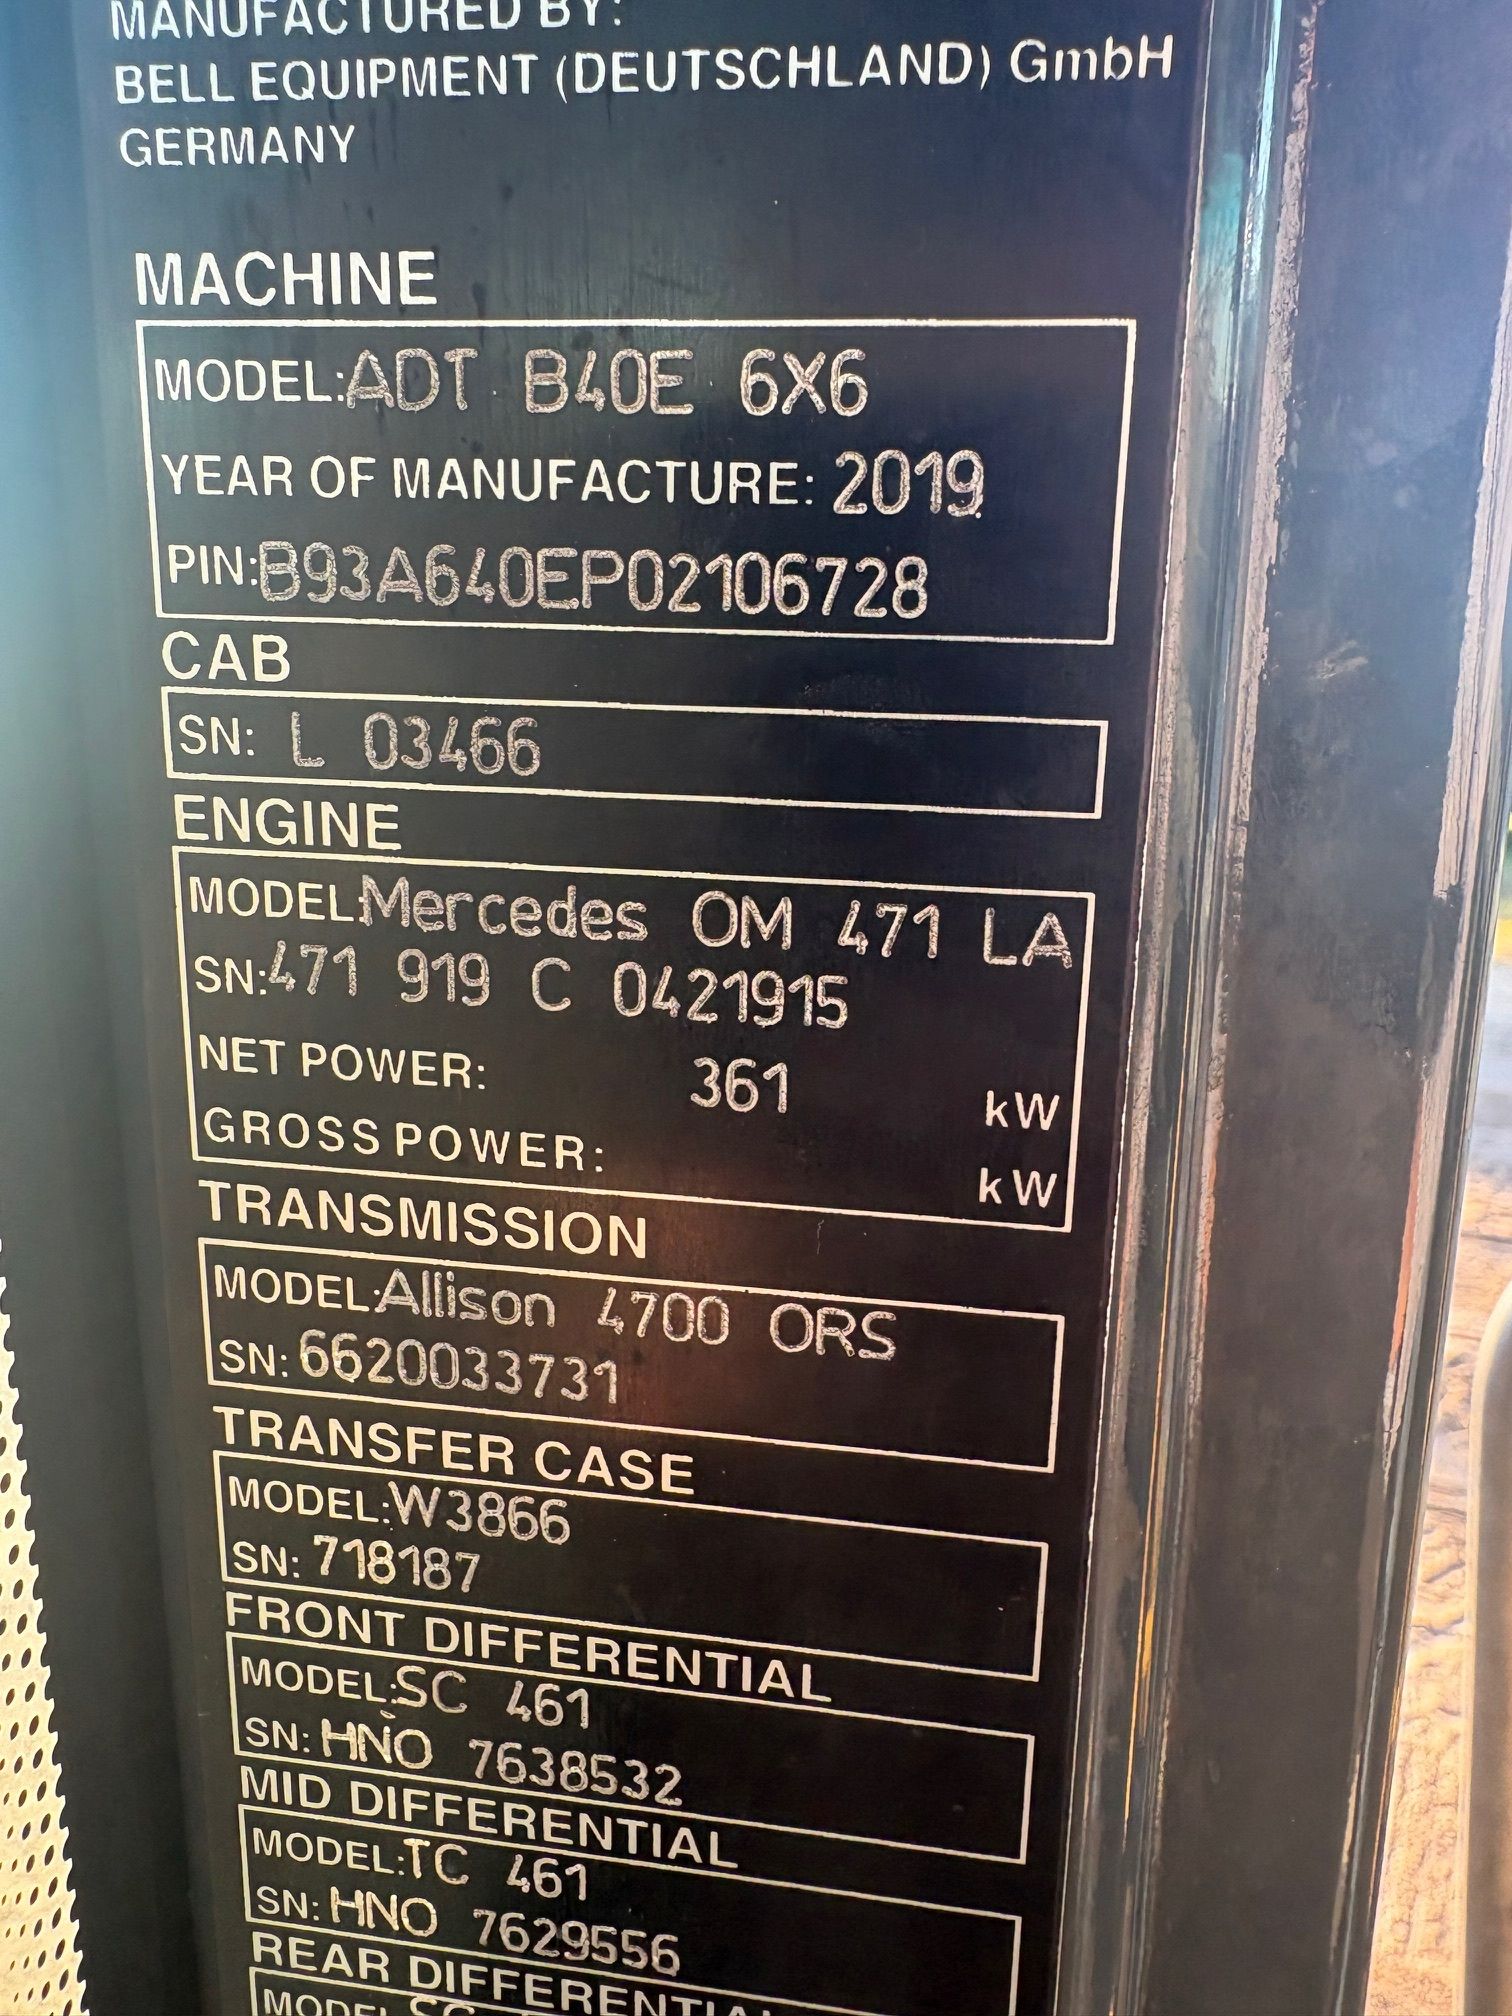 MANUFACTURED BY:
BELL EQUIPMENT (DEUTSCHLAND) GmbH
GERMANY
MACHINE
MODEL:ADT B40E 6X6
YEAR OF MANUFACTURE: 2019
PIN:B93A640EP02106728
CAB
SN: L 03466
ENGINE
MODEL:Mercedes OM 471 LA
SN:471 919 C 0421915
NET POWER: 361 kW
GROSS POWER: kW
TRANSMISSION
MODEL:Allison 4700 ORS
SN:6620033731
TRANSFER CASE
MODEL:W3866
SN: 718187
FRONT DIFFERENTIAL
MODEL:SC 461
SN: HNO 7638532
MID DIFFERENTIAL
MODEL:TC 461
SN: HNO 7629556
REAR DIFFERENTIAL
MODEL: